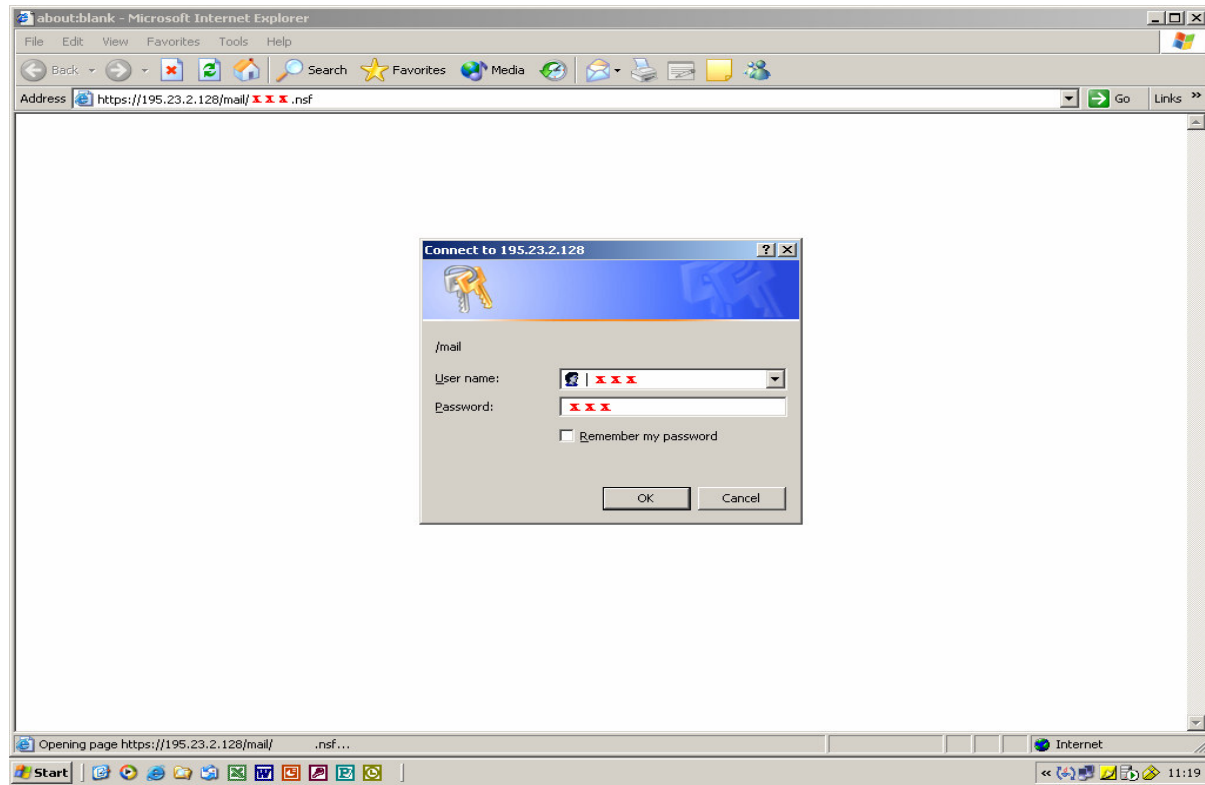 about:blank - Microsoft Internet Explorer
File Edit View Favorites Tools Help
Back Search Favorites Media
Address https://195.23.2.128/mail/ x x x .nsf Go Links »
Connect to 195.23.2.128
/mail
User name: x x x
Password: x x x
Remember my password
OK Cancel
Opening page https://195.23.2.128/mail/ .nsf... Internet
Start « 11:19